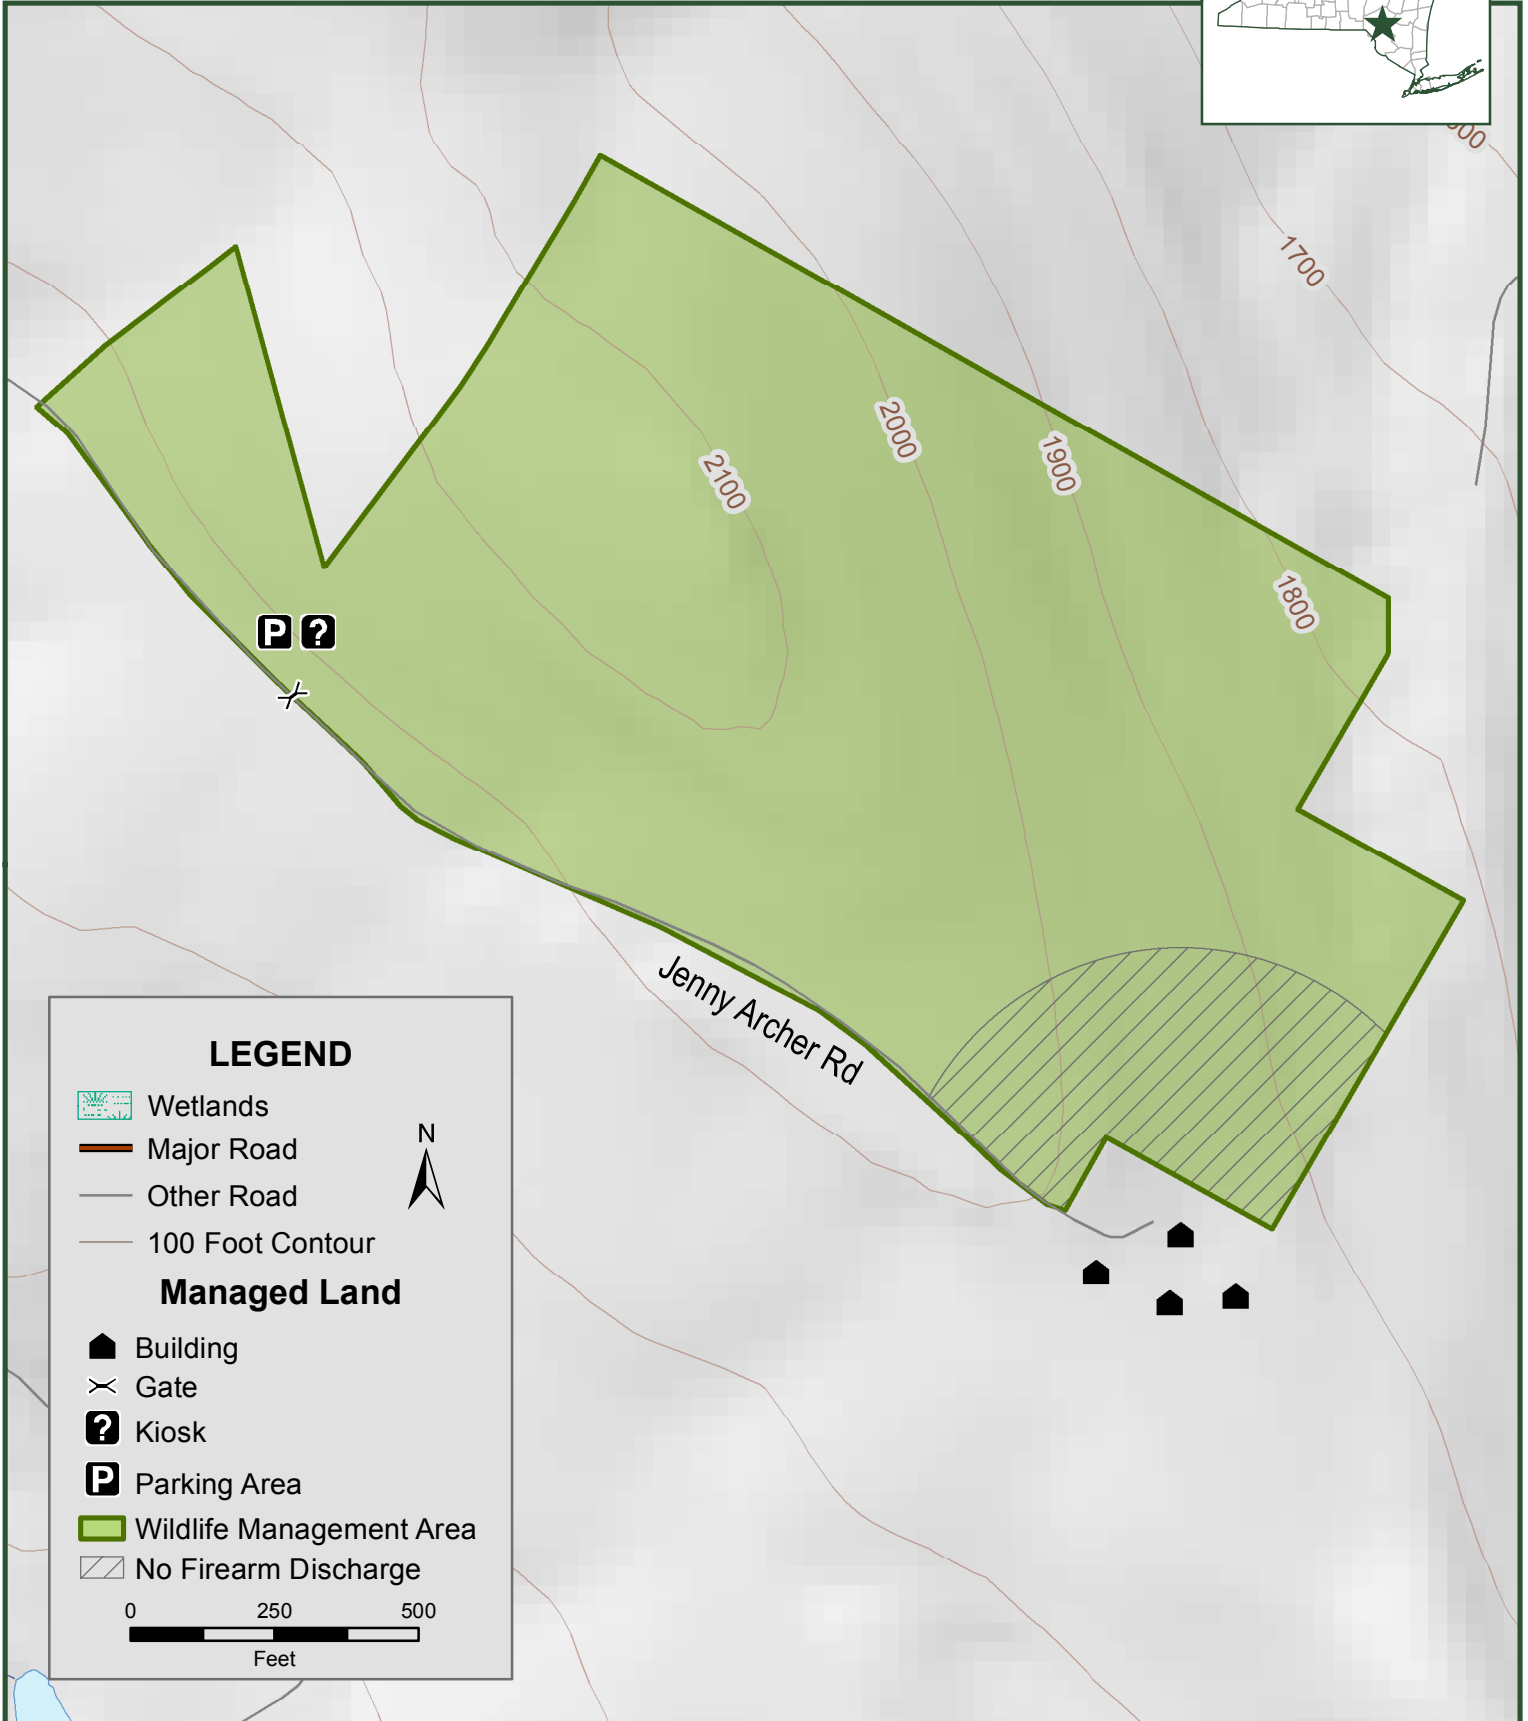 1700
2000
1900
2100
1800
Jenny Archer Rd
LEGEND
Wetlands
Major Road
N
Other Road
100 Foot Contour
Managed Land
Building
Gate
? Kiosk
P Parking Area
Wildlife Management Area
No Firearm Discharge
0 250 500
Feet
P ?